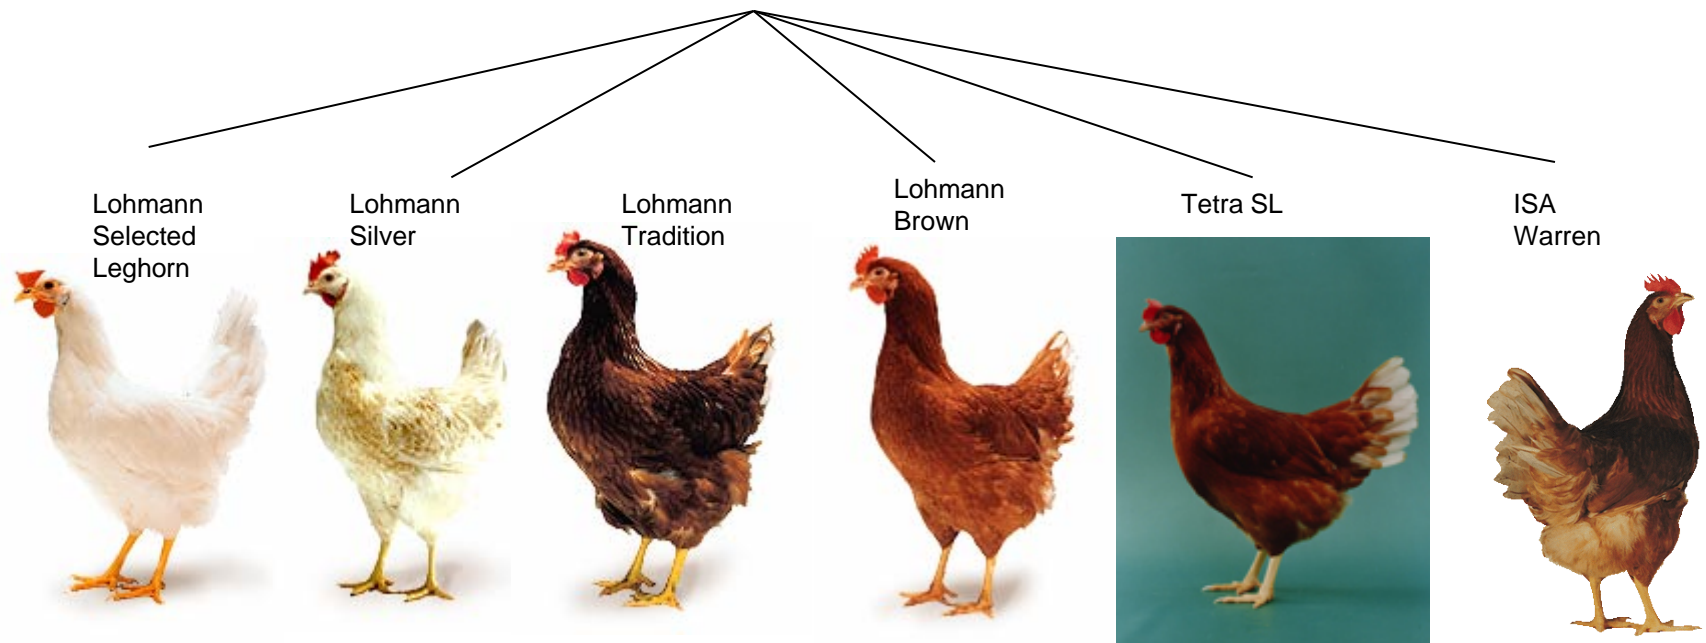 Lohmann
Selected
Leghorn
Lohmann
Silver
Lohmann
Tradition
Lohmann
Brown
Tetra SL
ISA
Warren